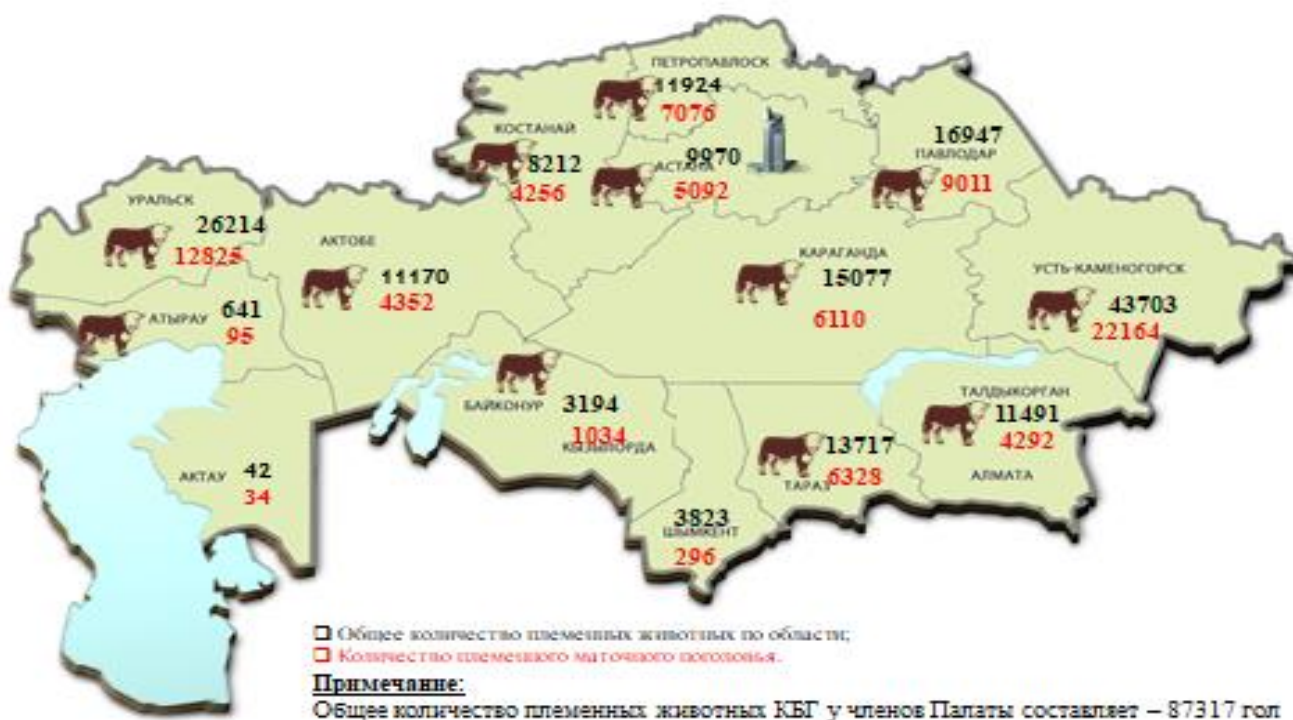 ПЕТРОПАВЛОСК
11924
7076
КОСТАНАЙ
8212
4256
9970
АСТАНА
5092
16947
ПАВЛОДАР
9011
УРАЛЬСК
26214
12825
АКТОБЕ
11170
4352
КАРАГАНДА
15077
6110
УСТЬ-КАМЕНОГОРСК
43703
22164
АТЫРАУ
641
95
БАЙКОНУР
3194
1034
КЫЗЫЛОРДА
ТАЛДЫКОРГАН
11491
4292
АЛМАТА
13717
6328
ТАРАЗ
АКТАУ
42
34
3823
ШЫМКЕНТ
296
Общее количество племенных животных по области;
Количество племенного маточного поголовья.
Примечание:
Общее количество племенных животных КБГ у членов Палаты составляет – 87317 гол